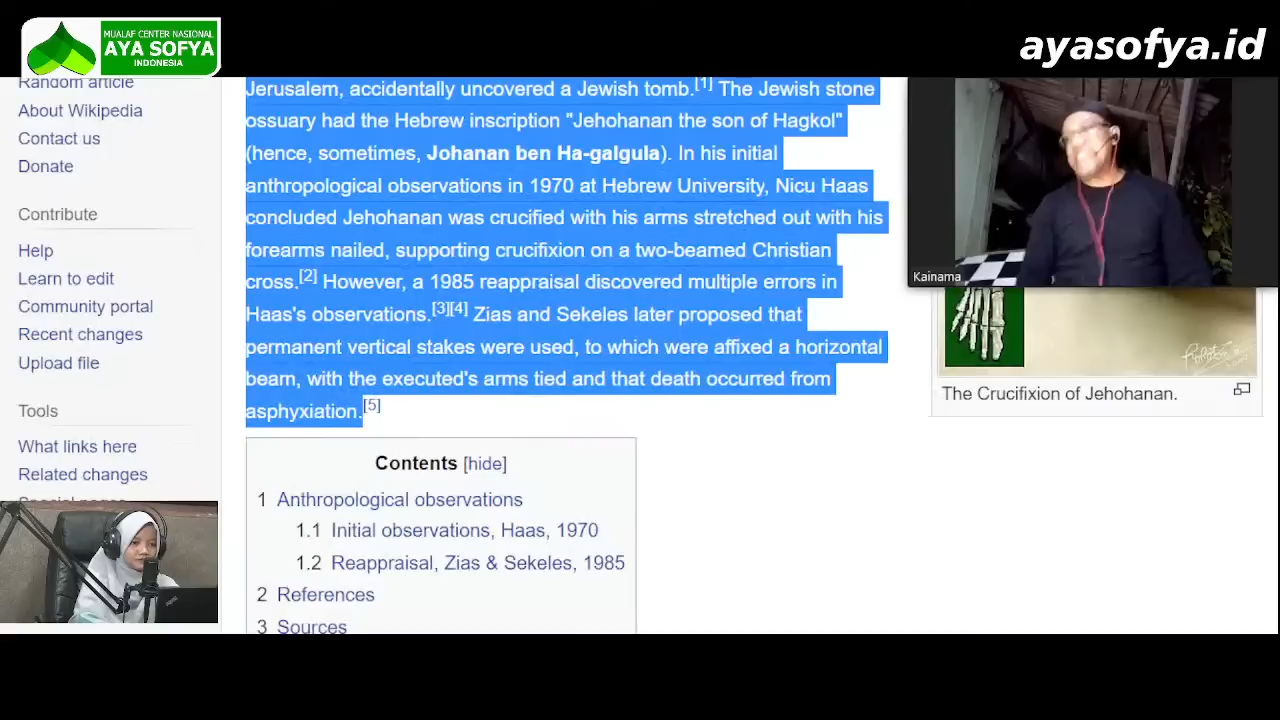 MUALAF CENTER NASIONAL
AYA SOFYA
INDONESIA
ayasofya.id
Random article
About Wikipedia
Contact us
Donate
Contribute
Help
Learn to edit
Community portal
Recent changes
Upload file
Tools
What links here
Related changes
Jerusalem, accidentally uncovered a Jewish tomb.[1] The Jewish stone
ossuary had the Hebrew inscription "Jehohanan the son of Hagkol"
(hence, sometimes, Johanan ben Ha-galgula). In his initial
anthropological observations in 1970 at Hebrew University, Nicu Haas
concluded Jehohanan was crucified with his arms stretched out with his
forearms nailed, supporting crucifixion on a two-beamed Christian
cross.[2] However, a 1985 reappraisal discovered multiple errors in
Haas's observations.[3][4] Zias and Sekeles later proposed that
permanent vertical stakes were used, to which were affixed a horizontal
beam, with the executed's arms tied and that death occurred from
asphyxiation.[5]
Contents [hide]
1 Anthropological observations
1.1 Initial observations, Haas, 1970
1.2 Reappraisal, Zias & Sekeles, 1985
2 References
3 Sources
Kainama
The Crucifixion of Jehohanan.